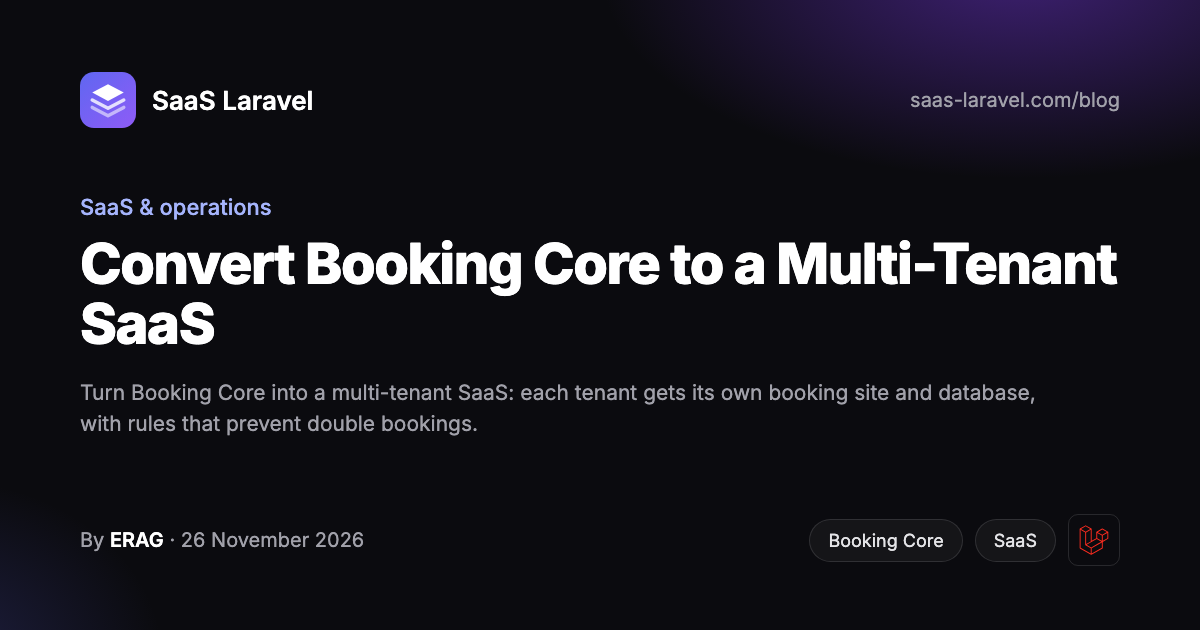 SaaS Laravel
saas-laravel.com/blog
SaaS & operations
Convert Booking Core to a Multi-Tenant
SaaS
Turn Booking Core into a multi-tenant SaaS: each tenant gets its own booking site and database,
with rules that prevent double bookings.
By ERAG · 26 November 2026
Booking Core
SaaS